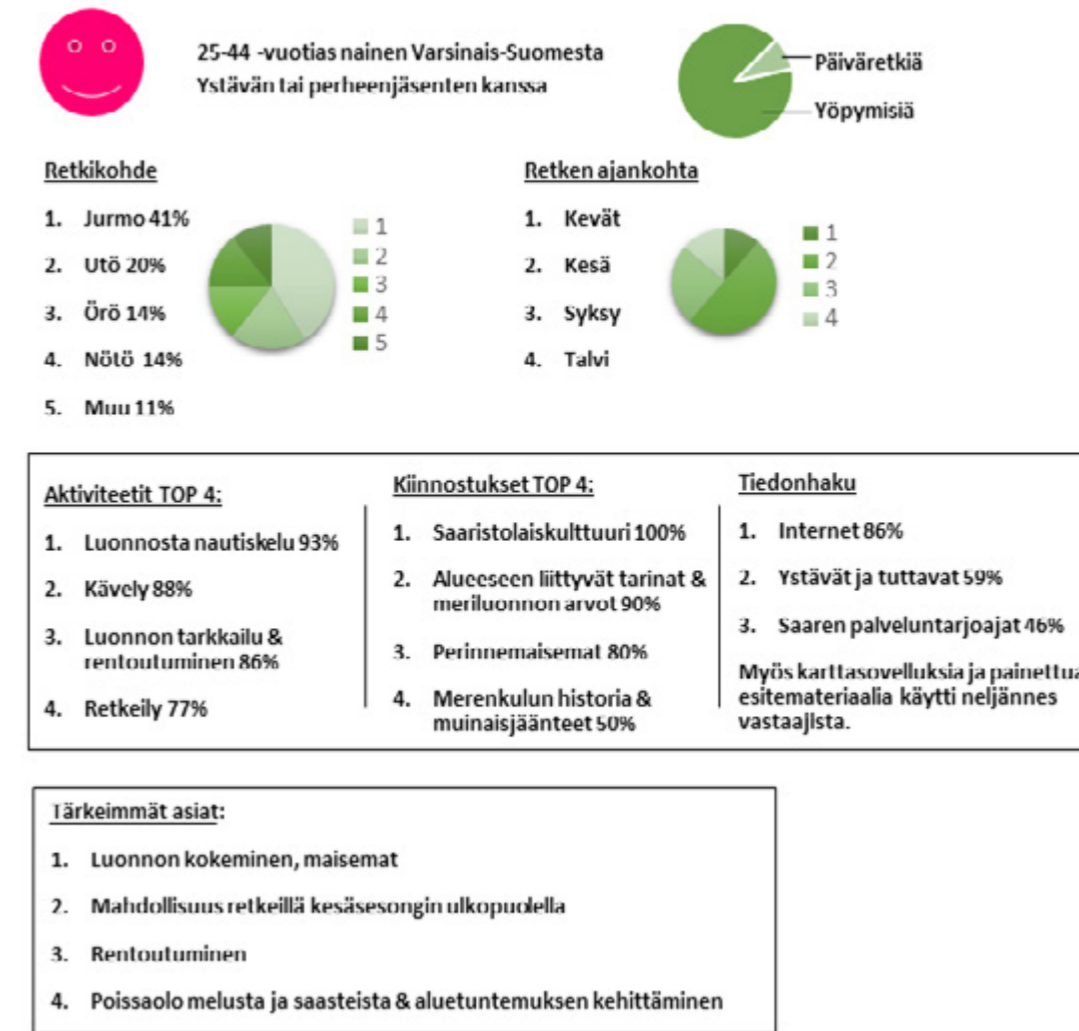 25-44 -vuotias nainen Varsinais-Suomesta
Ystävän tai perheenjäsenten kanssa
Päiväretkiä
Yöpymisiä
Retkikohde
1. Jurmo 41%
2. Utö 20%
3. Örö 14%
4. Nötö 14%
5. Muu 11%
1
2
3
4
5
Retken ajankohta
1. Kevät
2. Kesä
3. Syksy
4. Talvi
1
2
3
4
Aktiviteetit TOP 4:
1. Luonnosta nautiskelu 93%
2. Kävely 88%
3. Luonnon tarkkailu &
rentoutuminen 86%
4. Retkeily 77%
Kiinnostukset TOP 4:
1. Saaristolaiskulttuuri 100%
2. Alueeseen liittyvät tarinat &
meriluonnon arvot 90%
3. Perinnemaisemat 80%
4. Merenkulun historia &
muinaisjäänteet 50%
Tiedonhaku
1. Internet 86%
2. Ystävät ja tuttavat 59%
3. Saaren palveluntarjoajat 46%
Myös karttasovelluksia ja painettua
esitemateriaalia käytti neljännes
vastaajista.
Tärkeimmät asiat:
1. Luonnon kokeminen, maisemat
2. Mahdollisuus retkeillä kesäsesongin ulkopuolella
3. Rentoutuminen
4. Poissaolo melusta ja saasteista & aluetuntemuksen kehittäminen